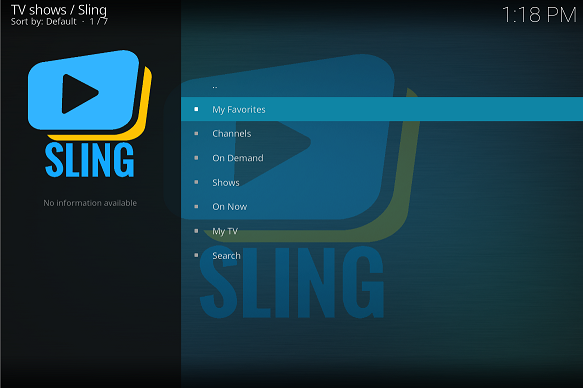 TV shows / Sling
Sort by: Default · 1 / 7
1:18 PM
SLING
No information available
..
My Favorites
Channels
On Demand
Shows
On Now
My TV
Search
SLING